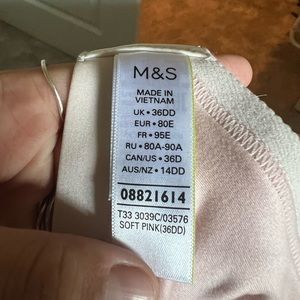 M&S
MADE IN
VIETNAM
UK • 36DD
EUR • 80E
FR • 95E
RU • 80A-90A
CAN/US • 36D
AUS/NZ • 14DD
08821614
T33 3039C/03576
SOFT PINK(36DD)